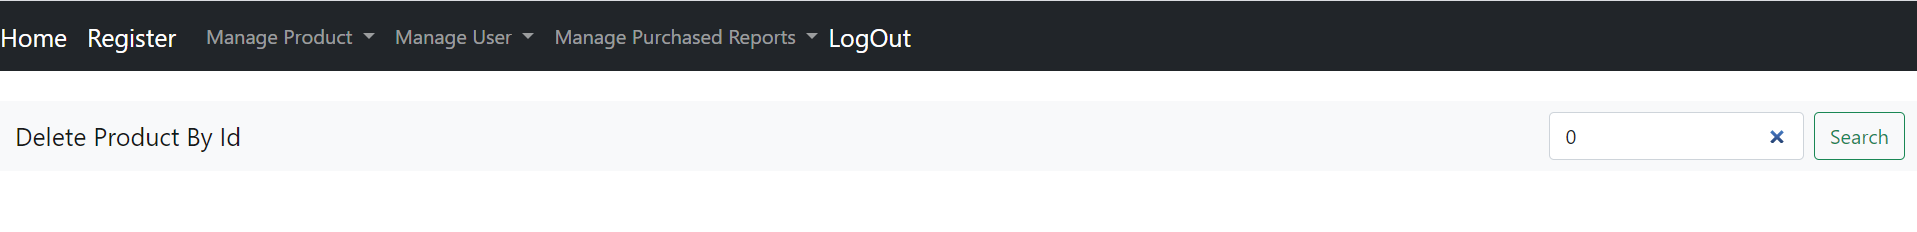 Home Register Manage Product Manage User Manage Purchased Reports LogOut
Delete Product By Id 0 Search